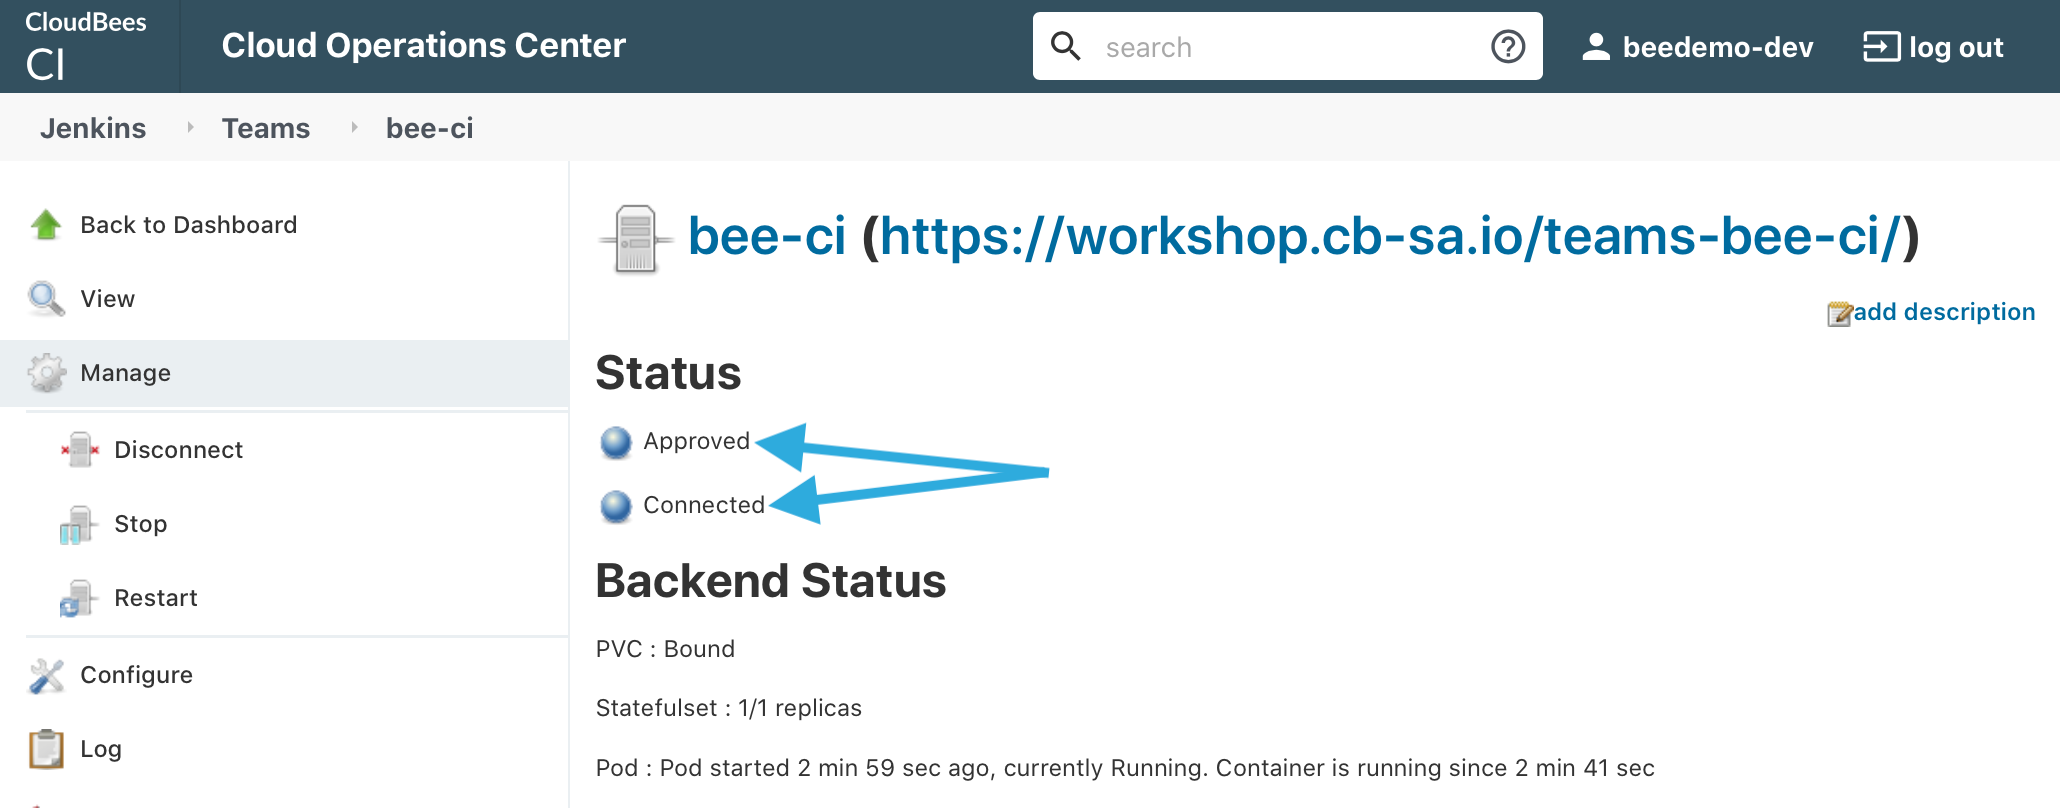 CloudBees
CI
Cloud Operations Center
search
beedemo-dev
log out
Jenkins
Teams
bee-ci
Back to Dashboard
View
Manage
Disconnect
Stop
Restart
Configure
Log
bee-ci (https://workshop.cb-sa.io/teams-bee-ci/)
add description
Status
Approved
Connected
Backend Status
PVC : Bound
Statefulset : 1/1 replicas
Pod : Pod started 2 min 59 sec ago, currently Running. Container is running since 2 min 41 sec